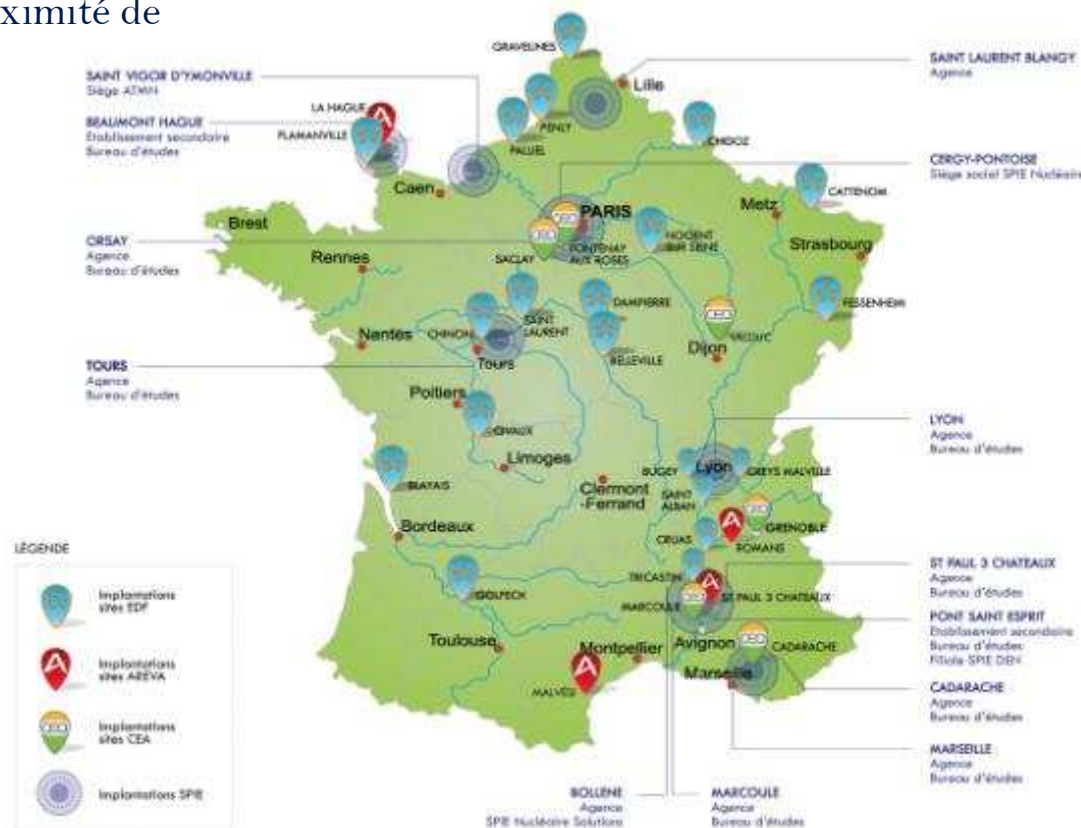 ximité de
GRAVELINES
SAINT LAURENT BLANGY
Agence
SAINT VIGOR D'YMONVILLE
Siège ATMN
Lille
LA HAGUE
PENLY
BEAUMONT HAGUE
Etablissement secondaire
Bureau d'études
FLAMANVILLE
PALUEL
CHOOZ
CERGY-PONTOISE
Siège social SPIE Nucléaire
Caen
CATTENOM
Metz
PARIS
Brest
NOGENT
SUR SEINE
Strasbourg
ORSAY
Agence
Bureau d'études
Rennes
SACLAY
FONTENAY
AUX ROSES
DAMPIERRE
FESSENHEIM
Nantes
CHINON
SAINT
LAURENT
BELLEVILLE
Dijon
VALDUC
TOURS
Agence
Bureau d'études
Tours
Poitiers
CIVAUX
LYON
Agence
Bureau d'études
Limoges
BUGEY
Lyon
CREYS MALVILLE
BLAYAIS
Clermont
-Ferrand
SAINT
ALBAN
Bordeaux
CRUAS
A
GRENOBLE
ROMANS
LÉGENDE
Implantations
sites EDF
GOLFECH
TRICASTIN
ST PAUL 3 CHATEAUX
MARCOULE
ST PAUL 3 CHATEAUX
Agence
Bureau d'études
PONT SAINT ESPRIT
Etablissement secondaire
Bureau d'études
Filiale SPIE DEN
Toulouse
Montpellier
Avignon
CADARACHE
A
Implantations
sites AREVA
MALVESI
A
Marseille
CADARACHE
Agence
Bureau d'études
CEA
Implantations
sites CEA
MARSEILLE
Agence
Bureau d'études
Implantations SPIE
BOLLENE
Agence
SPIE Nucléaire Solutions
MARCOULE
Agence
Bureau d'études